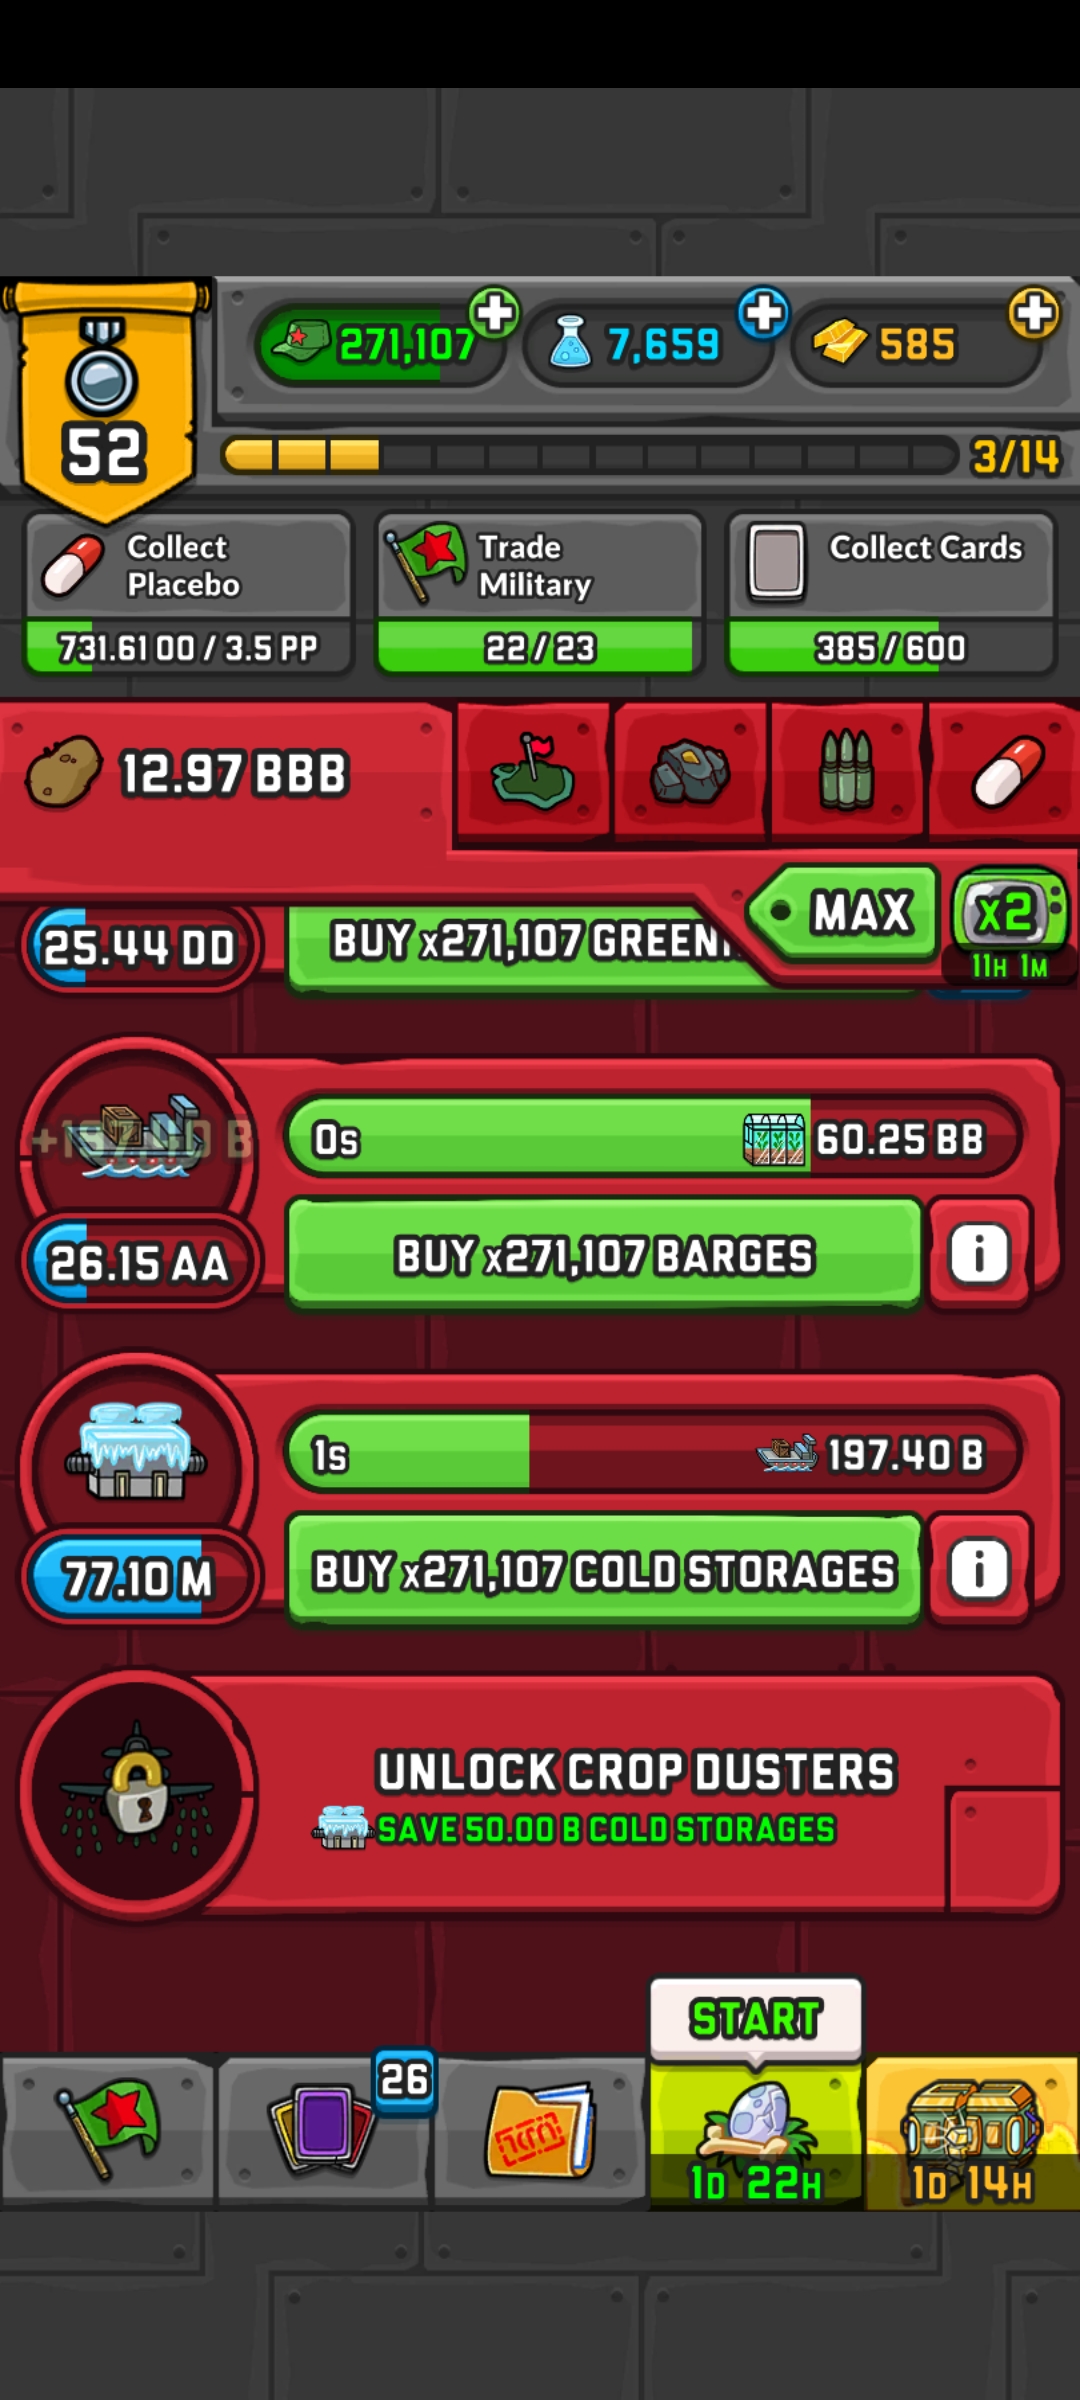 271,107
7,659
585
52
3/14
Collect Placebo
731.61 OO / 3.5 PP
Trade Military
22 / 23
Collect Cards
385 / 600
12.97 BBB
MAX
x2
11H 1M
25.44 DD
BUY x271,107
0s
60.25 BB
26.15 AA
BUY x271,107 BARGES
i
1s
197.40 B
77.10 M
BUY x271,107 COLD STORAGES
i
UNLOCK CROP DUSTERS
SAVE 50.00 B COLD STORAGES
START
26
1D 22H
1D 14H